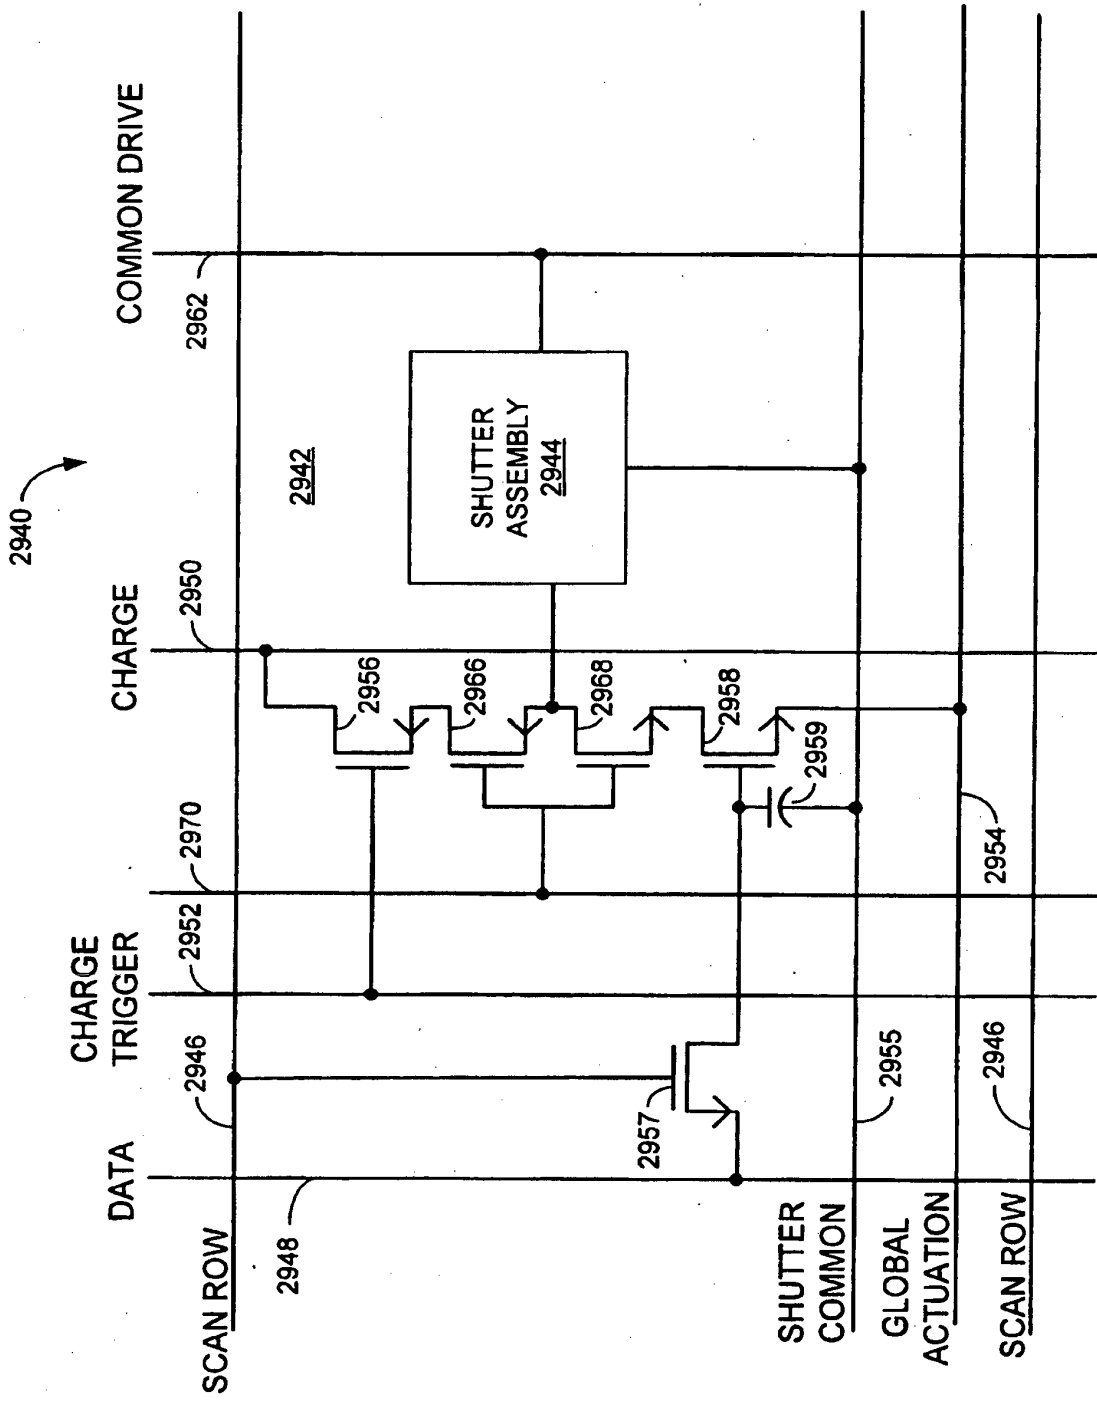 2940
DATA
CHARGE
TRIGGER
CHARGE
COMMON DRIVE
2946
2952
2970
2950
2962
SCAN ROW
2948
2942
2956
2966
2968
2958
2959
SHUTTER
ASSEMBLY
2944
2957
SHUTTER
COMMON
2955
GLOBAL
ACTUATION
2954
SCAN ROW
2946